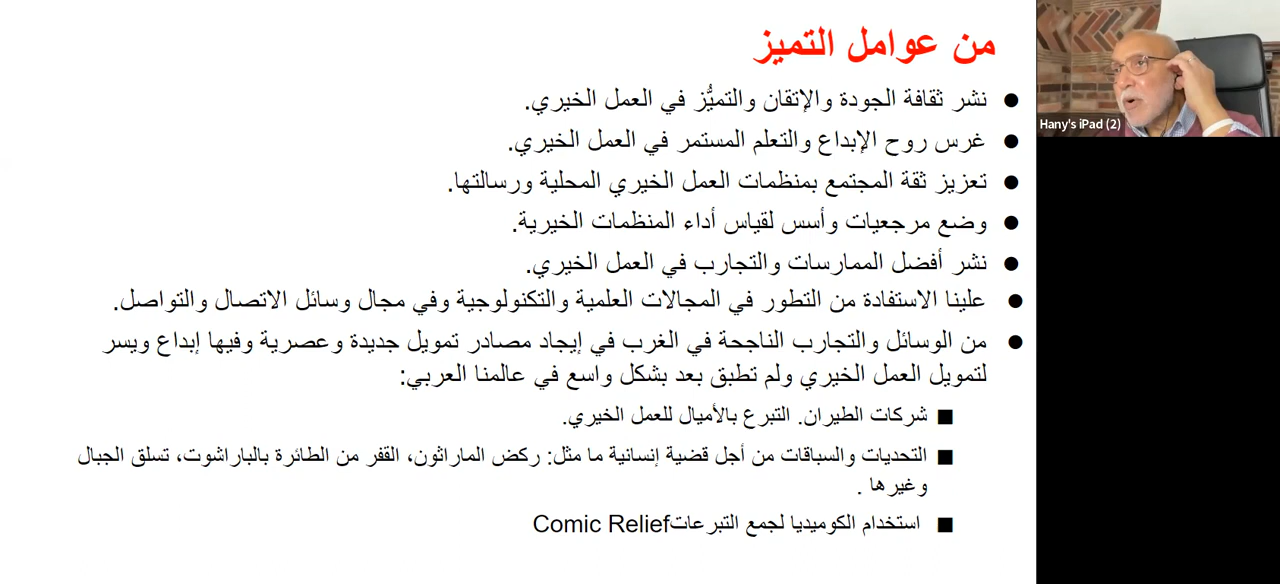 من عوامل التميز
● نشر ثقافة الجودة والإتقان والتميُّز في العمل الخيري.
● غرس روح الإبداع والتعلم المستمر في العمل الخيري.
● تعزيز ثقة المجتمع بمنظمات العمل الخيري المحلية ورسالتها.
● وضع مرجعيات وأسس لقياس أداء المنظمات الخيرية.
● نشر أفضل الممارسات والتجارب في العمل الخيري.
● علينا الاستفادة من التطور في المجالات العلمية والتكنولوجية وفي مجال وسائل الاتصال والتواصل.
● من الوسائل والتجارب الناجحة في الغرب في إيجاد مصادر تمويل جديدة وعصرية وفيها إبداع ويسر
لتمويل العمل الخيري ولم تطبق بعد بشكل واسع في عالمنا العربي:
■ شركات الطيران. التبرع بالأميال للعمل الخيري.
■ التحديات والسباقات من أجل قضية إنسانية ما مثل: ركض الماراثون، القفر من الطائرة بالباراشوت، تسلق الجبال
وغيرها .
■ استخدام الكوميديا لجمع التبرعاتComic Relief
Hany's iPad (2)